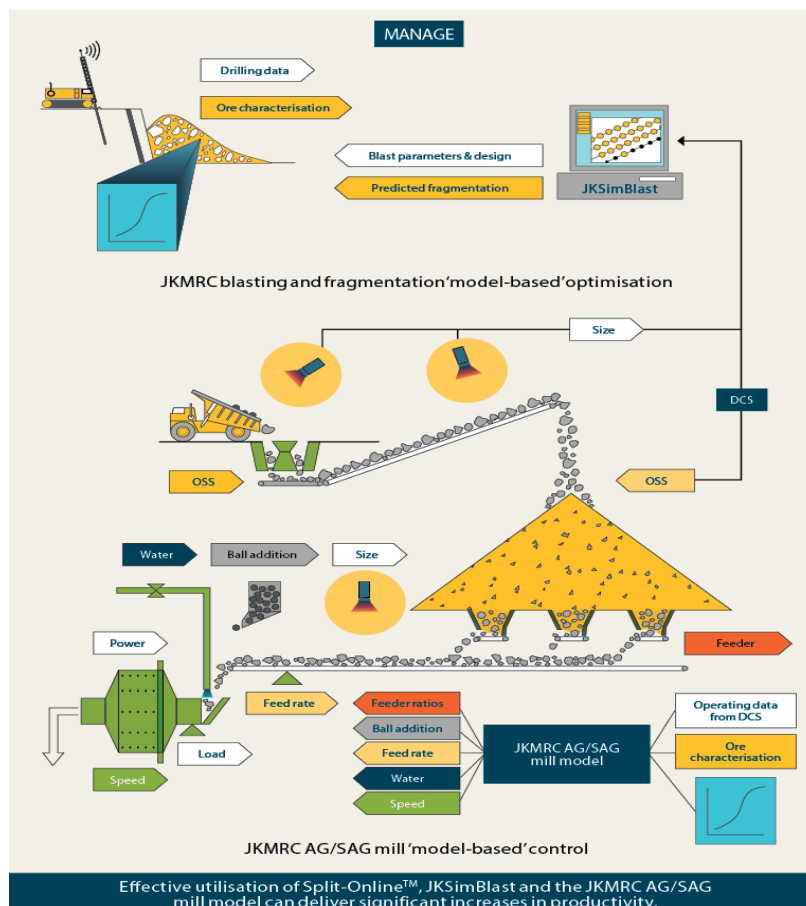 MANAGE
Drilling data
Ore characterisation
Blast parameters & design
Predicted fragmentation
JKSimBlast
JKMRC blasting and fragmentation ‘model-based’ optimisation
Size
DCS
OSS
OSS
Water
Ball addition
Size
Power
Feeder
Feed rate
Load
Speed
Feeder ratios
Ball addition
Feed rate
Water
Speed
JKMRC AG/SAG
mill model
Operating data
from DCS
Ore
characterisation
JKMRC AG/SAG mill ‘model-based’ control
Effective utilisation of Split-Online™, JKSimBlast and the JKMRC AG/SAG
mill model can deliver significant increases in productivity.